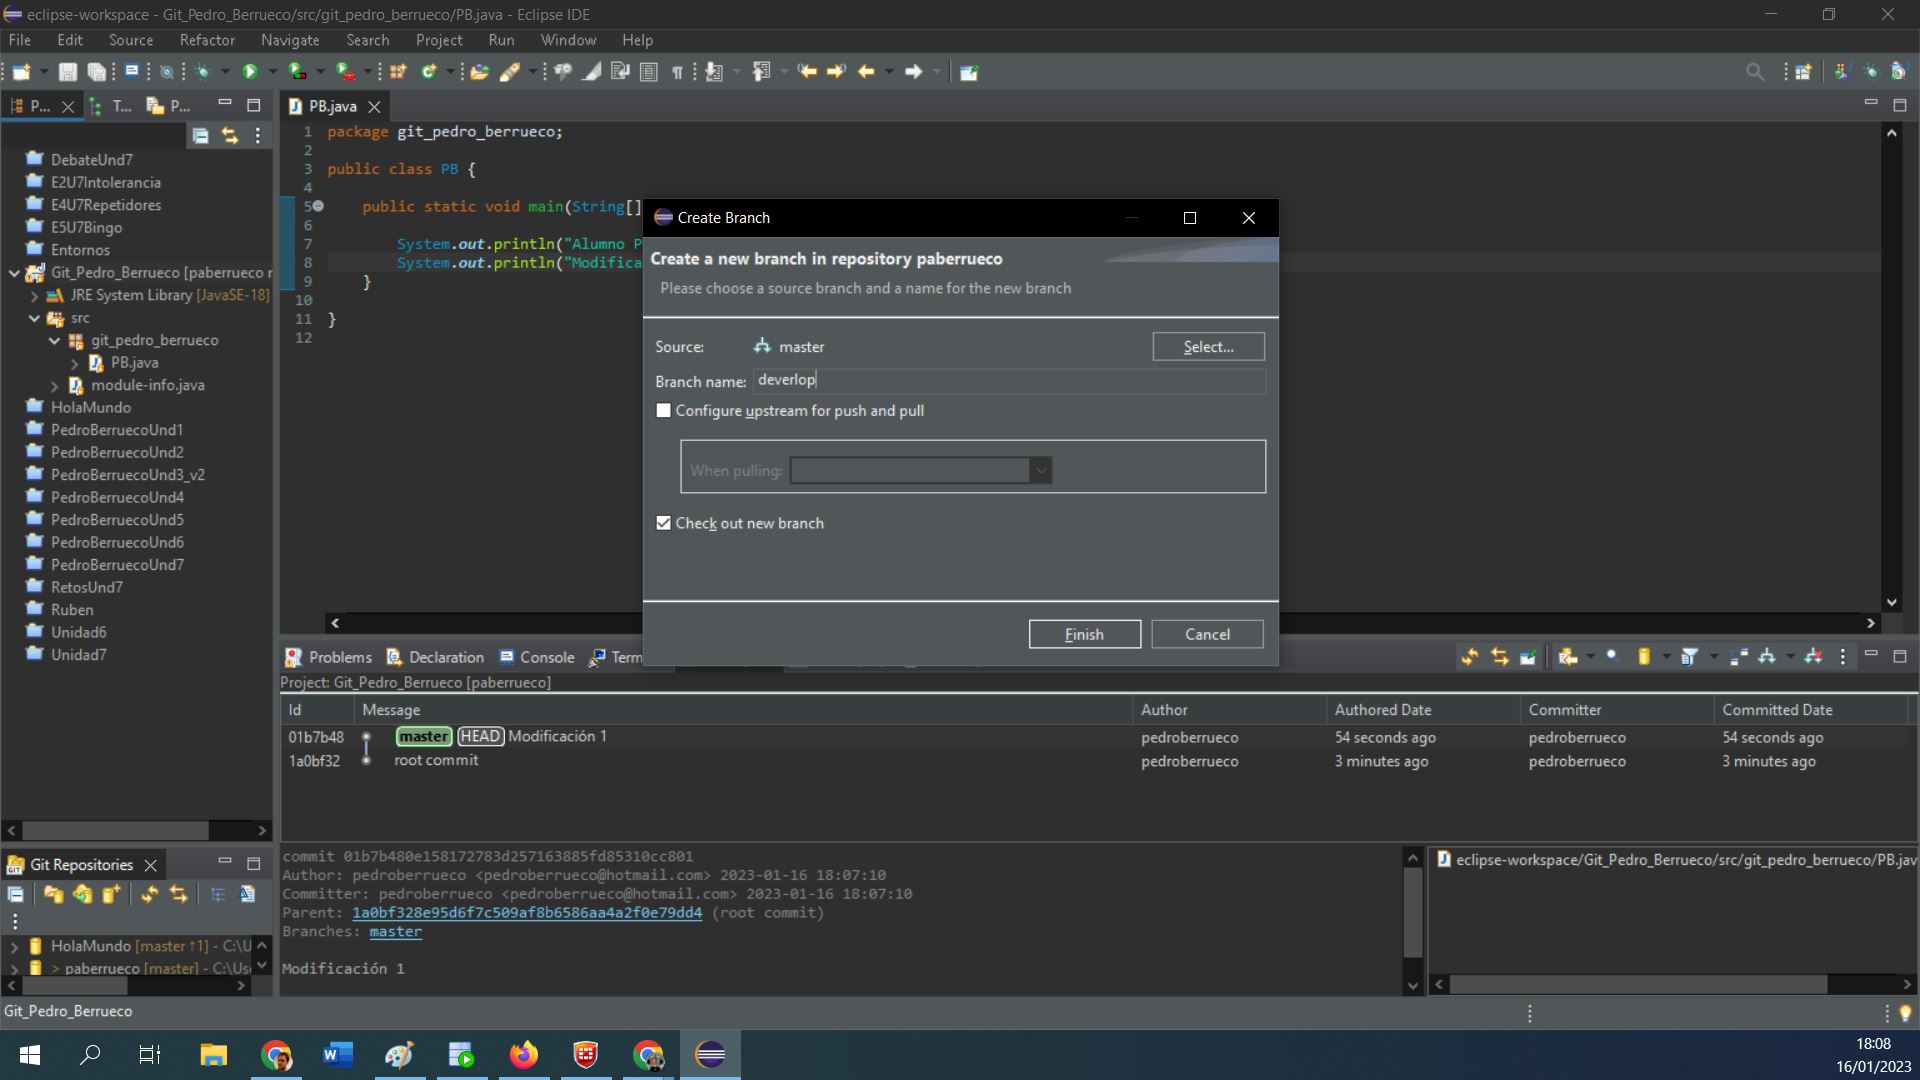 eclipse-workspace - Git_Pedro_Berrueco/src/git_pedro_berrueco/PB.java - Eclipse IDE
File Edit Source Refactor Navigate Search Project Run Window Help
P... T... P...
PB.java
DebateUnd7
E2U7Intolerancia
E4U7Repetidores
E5U7Bingo
Entornos
Git_Pedro_Berrueco [paberrueco r
JRE System Library [JavaSE-18]
src
git_pedro_berrueco
PB.java
module-info.java
HolaMundo
PedroBerruecoUnd1
PedroBerruecoUnd2
PedroBerruecoUnd3_v2
PedroBerruecoUnd4
PedroBerruecoUnd5
PedroBerruecoUnd6
PedroBerruecoUnd7
RetosUnd7
Ruben
Unidad6
Unidad7
1 package git_pedro_berrueco;
2
3 public class PB {
4
5 public static void main(String[]
6
7 System.out.println("Alumno P
8 System.out.println("Modifica
9 }
10
11 }
12
Create Branch
Create a new branch in repository paberrueco
Please choose a source branch and a name for the new branch
Source: master Select...
Branch name: deverlop
Configure upstream for push and pull
When pulling:
Check out new branch
Finish Cancel
Problems Declaration Console Term
Project: Git_Pedro_Berrueco [paberrueco]
Id Message Author Authored Date Committer Committed Date
01b7b48 master HEAD Modificación 1 pedroberrueco 54 seconds ago pedroberrueco 54 seconds ago
1a0bf32 root commit pedroberrueco 3 minutes ago pedroberrueco 3 minutes ago
commit 01b7b480e158172783d257163885fd85310cc801
Author: pedroberrueco <pedroberrueco@hotmail.com> 2023-01-16 18:07:10
Committer: pedroberrueco <pedroberrueco@hotmail.com> 2023-01-16 18:07:10
Parent: 1a0bf328e95d6f7c509af8b6586aa4a2f0e79dd4 (root commit)
Branches: master
Modificación 1
eclipse-workspace/Git_Pedro_Berrueco/src/git_pedro_berrueco/PB.jav
Git Repositories
GIT
HolaMundo [master ↑1] - C:\U
> paberrueco [master] - C:\Use
Git_Pedro_Berrueco
18:08
16/01/2023